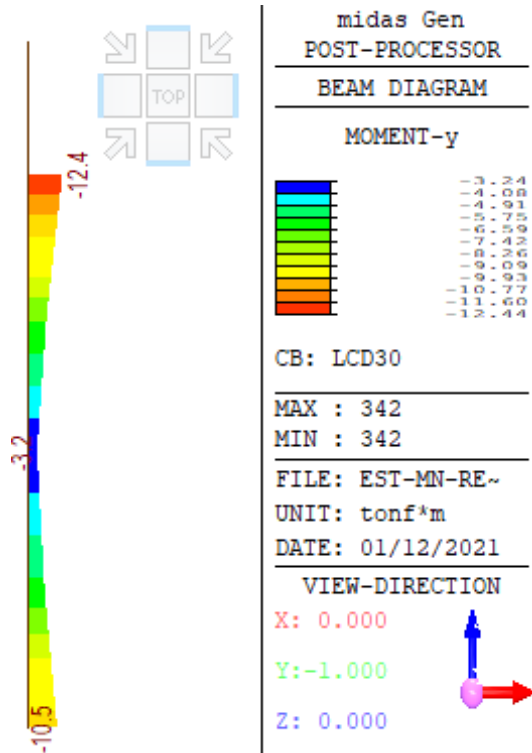 TOP
-12.4
-3.2
-10.5
midas Gen
POST-PROCESSOR
BEAM DIAGRAM
MOMENT-y
-3.24
-4.08
-4.91
-5.75
-6.59
-7.42
-8.26
-9.09
-9.93
-10.77
-11.60
-12.44
CB: LCD30
MAX : 342
MIN : 342
FILE: EST-MN-RE~
UNIT: tonf*m
DATE: 01/12/2021
VIEW-DIRECTION
X: 0.000
Y:-1.000
Z: 0.000